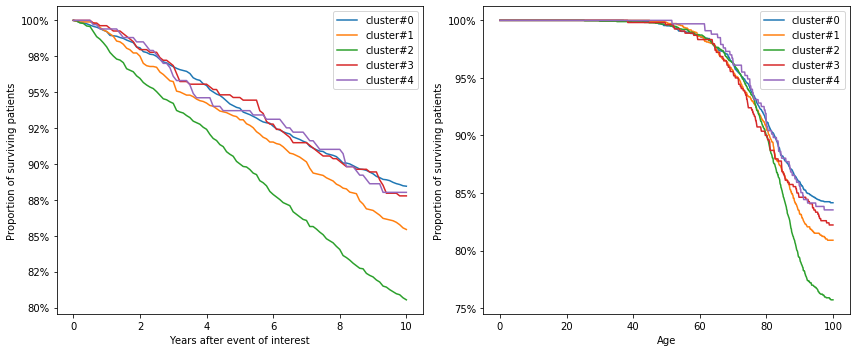 100%
98%
95%
92%
90%
88%
85%
82%
80%
Proportion of surviving patients
0
2
4
6
8
10
Years after event of interest
cluster#0
cluster#1
cluster#2
cluster#3
cluster#4
100%
95%
90%
85%
80%
75%
Proportion of surviving patients
0
20
40
60
80
100
Age
cluster#0
cluster#1
cluster#2
cluster#3
cluster#4